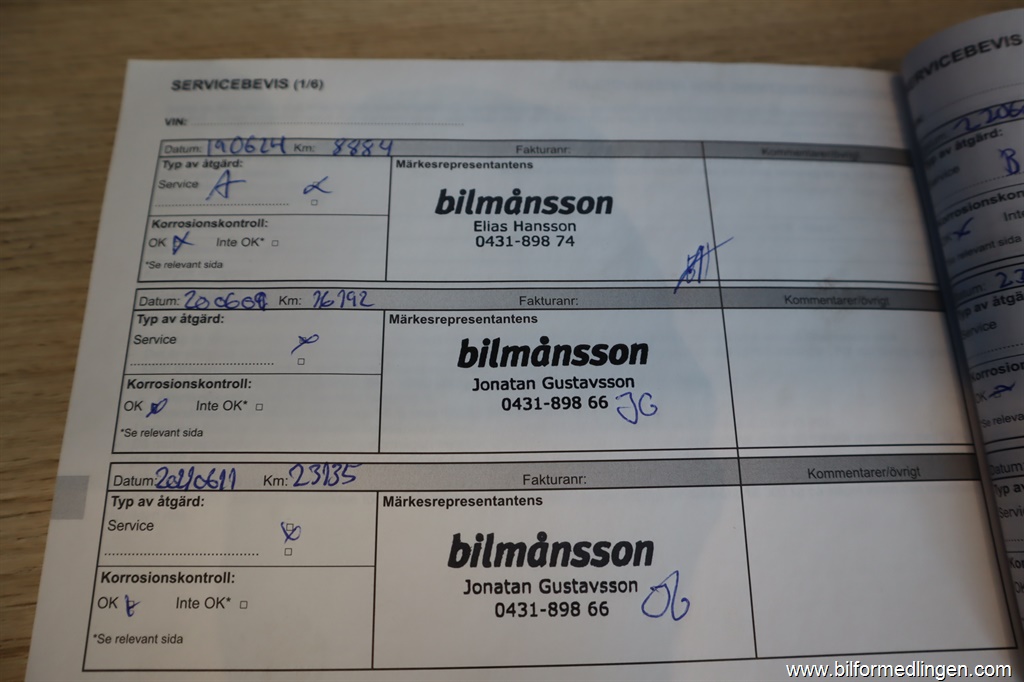 SERVICEBEVIS (1/6)
VIN:
Datum: 190624 Km: 8884 Fakturanr: Kommentarer/övrigt
Typ av åtgärd: Märkesrepresentantens
Service A
bilmånsson
Elias Hansson
0431-898 74
Korrosionskontroll:
OK Inte OK*
*Se relevant sida
Datum: Km: 16192 Fakturanr: Kommentarer/övrigt
Typ av åtgärd: Märkesrepresentantens
Service
bilmånsson
Jonatan Gustavsson
0431-898 66 JG
Korrosionskontroll:
OK Inte OK*
*Se relevant sida
Datum: Km: 23135 Fakturanr: Kommentarer/övrigt
Typ av åtgärd: Märkesrepresentantens
Service
bilmånsson
Jonatan Gustavsson
0431-898 66
Korrosionskontroll:
OK Inte OK*
*Se relevant sida
B
www.bilformedlingen.com